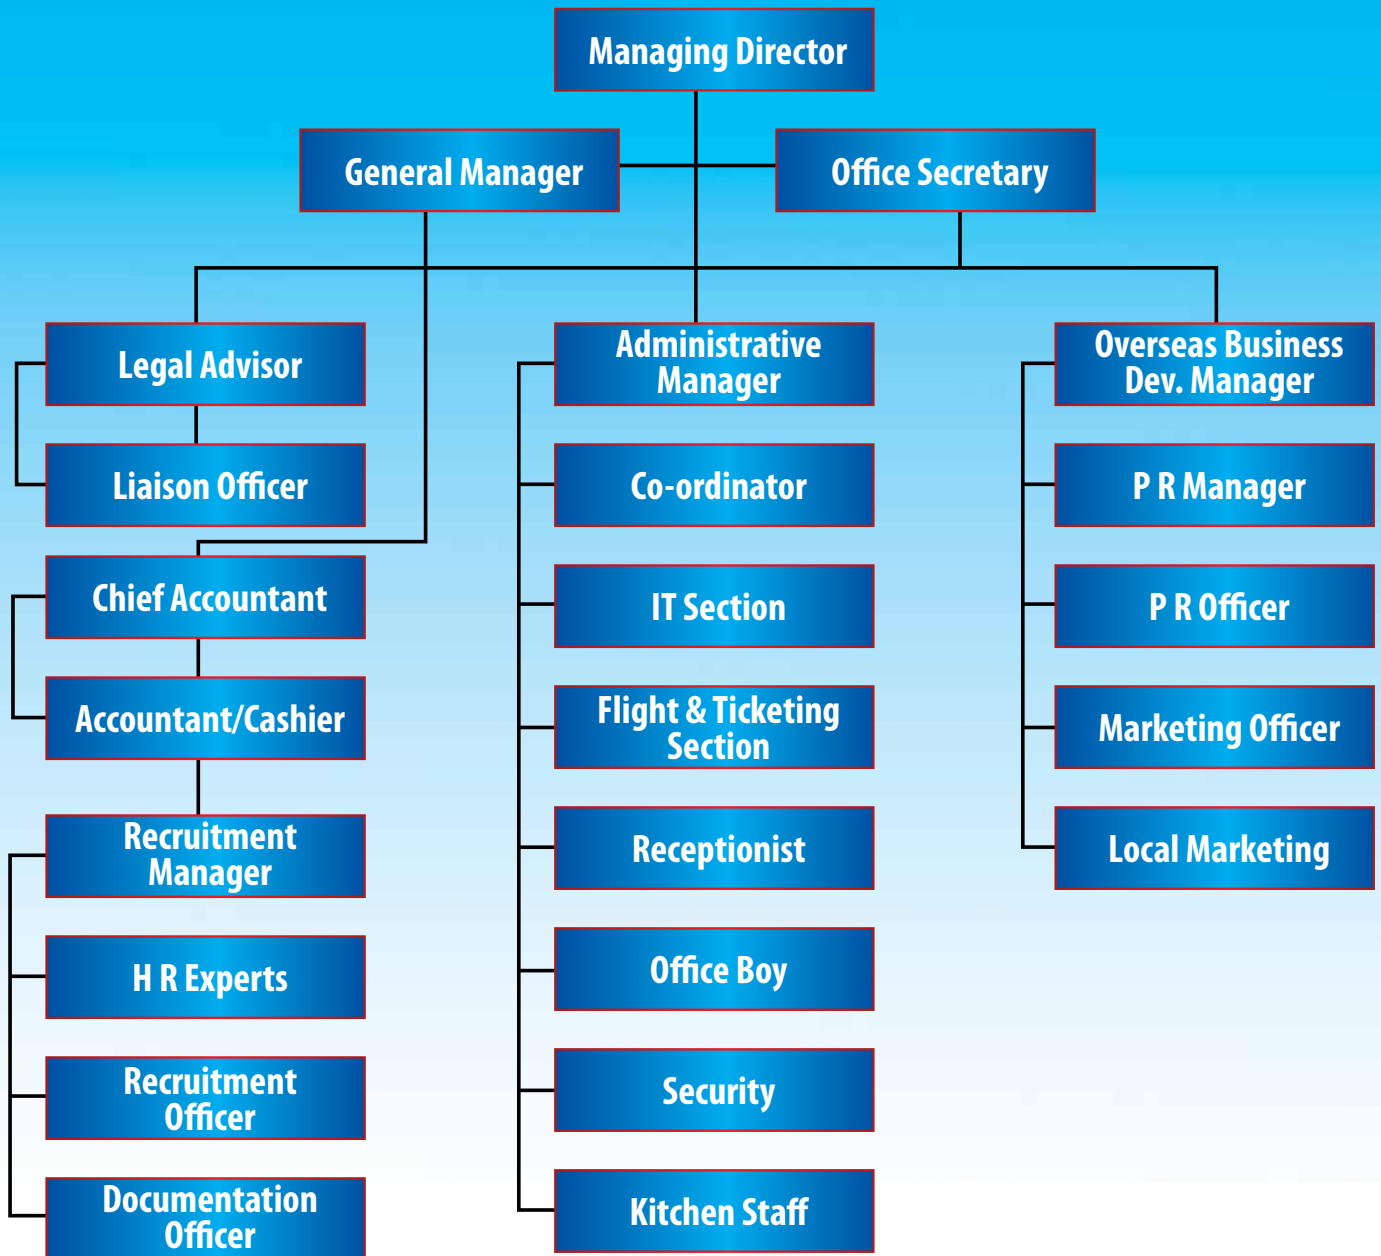 Managing Director
General Manager
Office Secretary
Legal Advisor
Liaison Officer
Chief Accountant
Accountant/Cashier
Recruitment
Manager
H R Experts
Recruitment
Officer
Documentation
Officer
Administrative
Manager
Co-ordinator
IT Section
Flight & Ticketing
Section
Receptionist
Office Boy
Security
Kitchen Staff
Overseas Business
Dev. Manager
P R Manager
P R Officer
Marketing Officer
Local Marketing